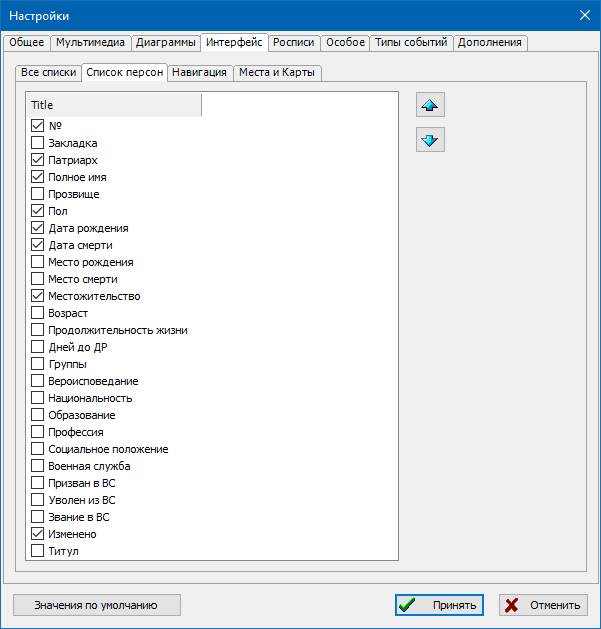 Настройки
Общее Мультимедиа Диаграммы Интерфейс Росписи Особое Типы событий Дополнения
Все списки Список персон Навигация Места и Карты
Title
№
Закладка
Патриарх
Полное имя
Прозвище
Пол
Дата рождения
Дата смерти
Место рождения
Место смерти
Местожительство
Возраст
Продолжительность жизни
Дней до ДР
Группы
Вероисповедание
Национальность
Образование
Профессия
Социальное положение
Военная служба
Призван в ВС
Уволен из ВС
Звание в ВС
Изменено
Титул
Значения по умолчанию Принять Отменить